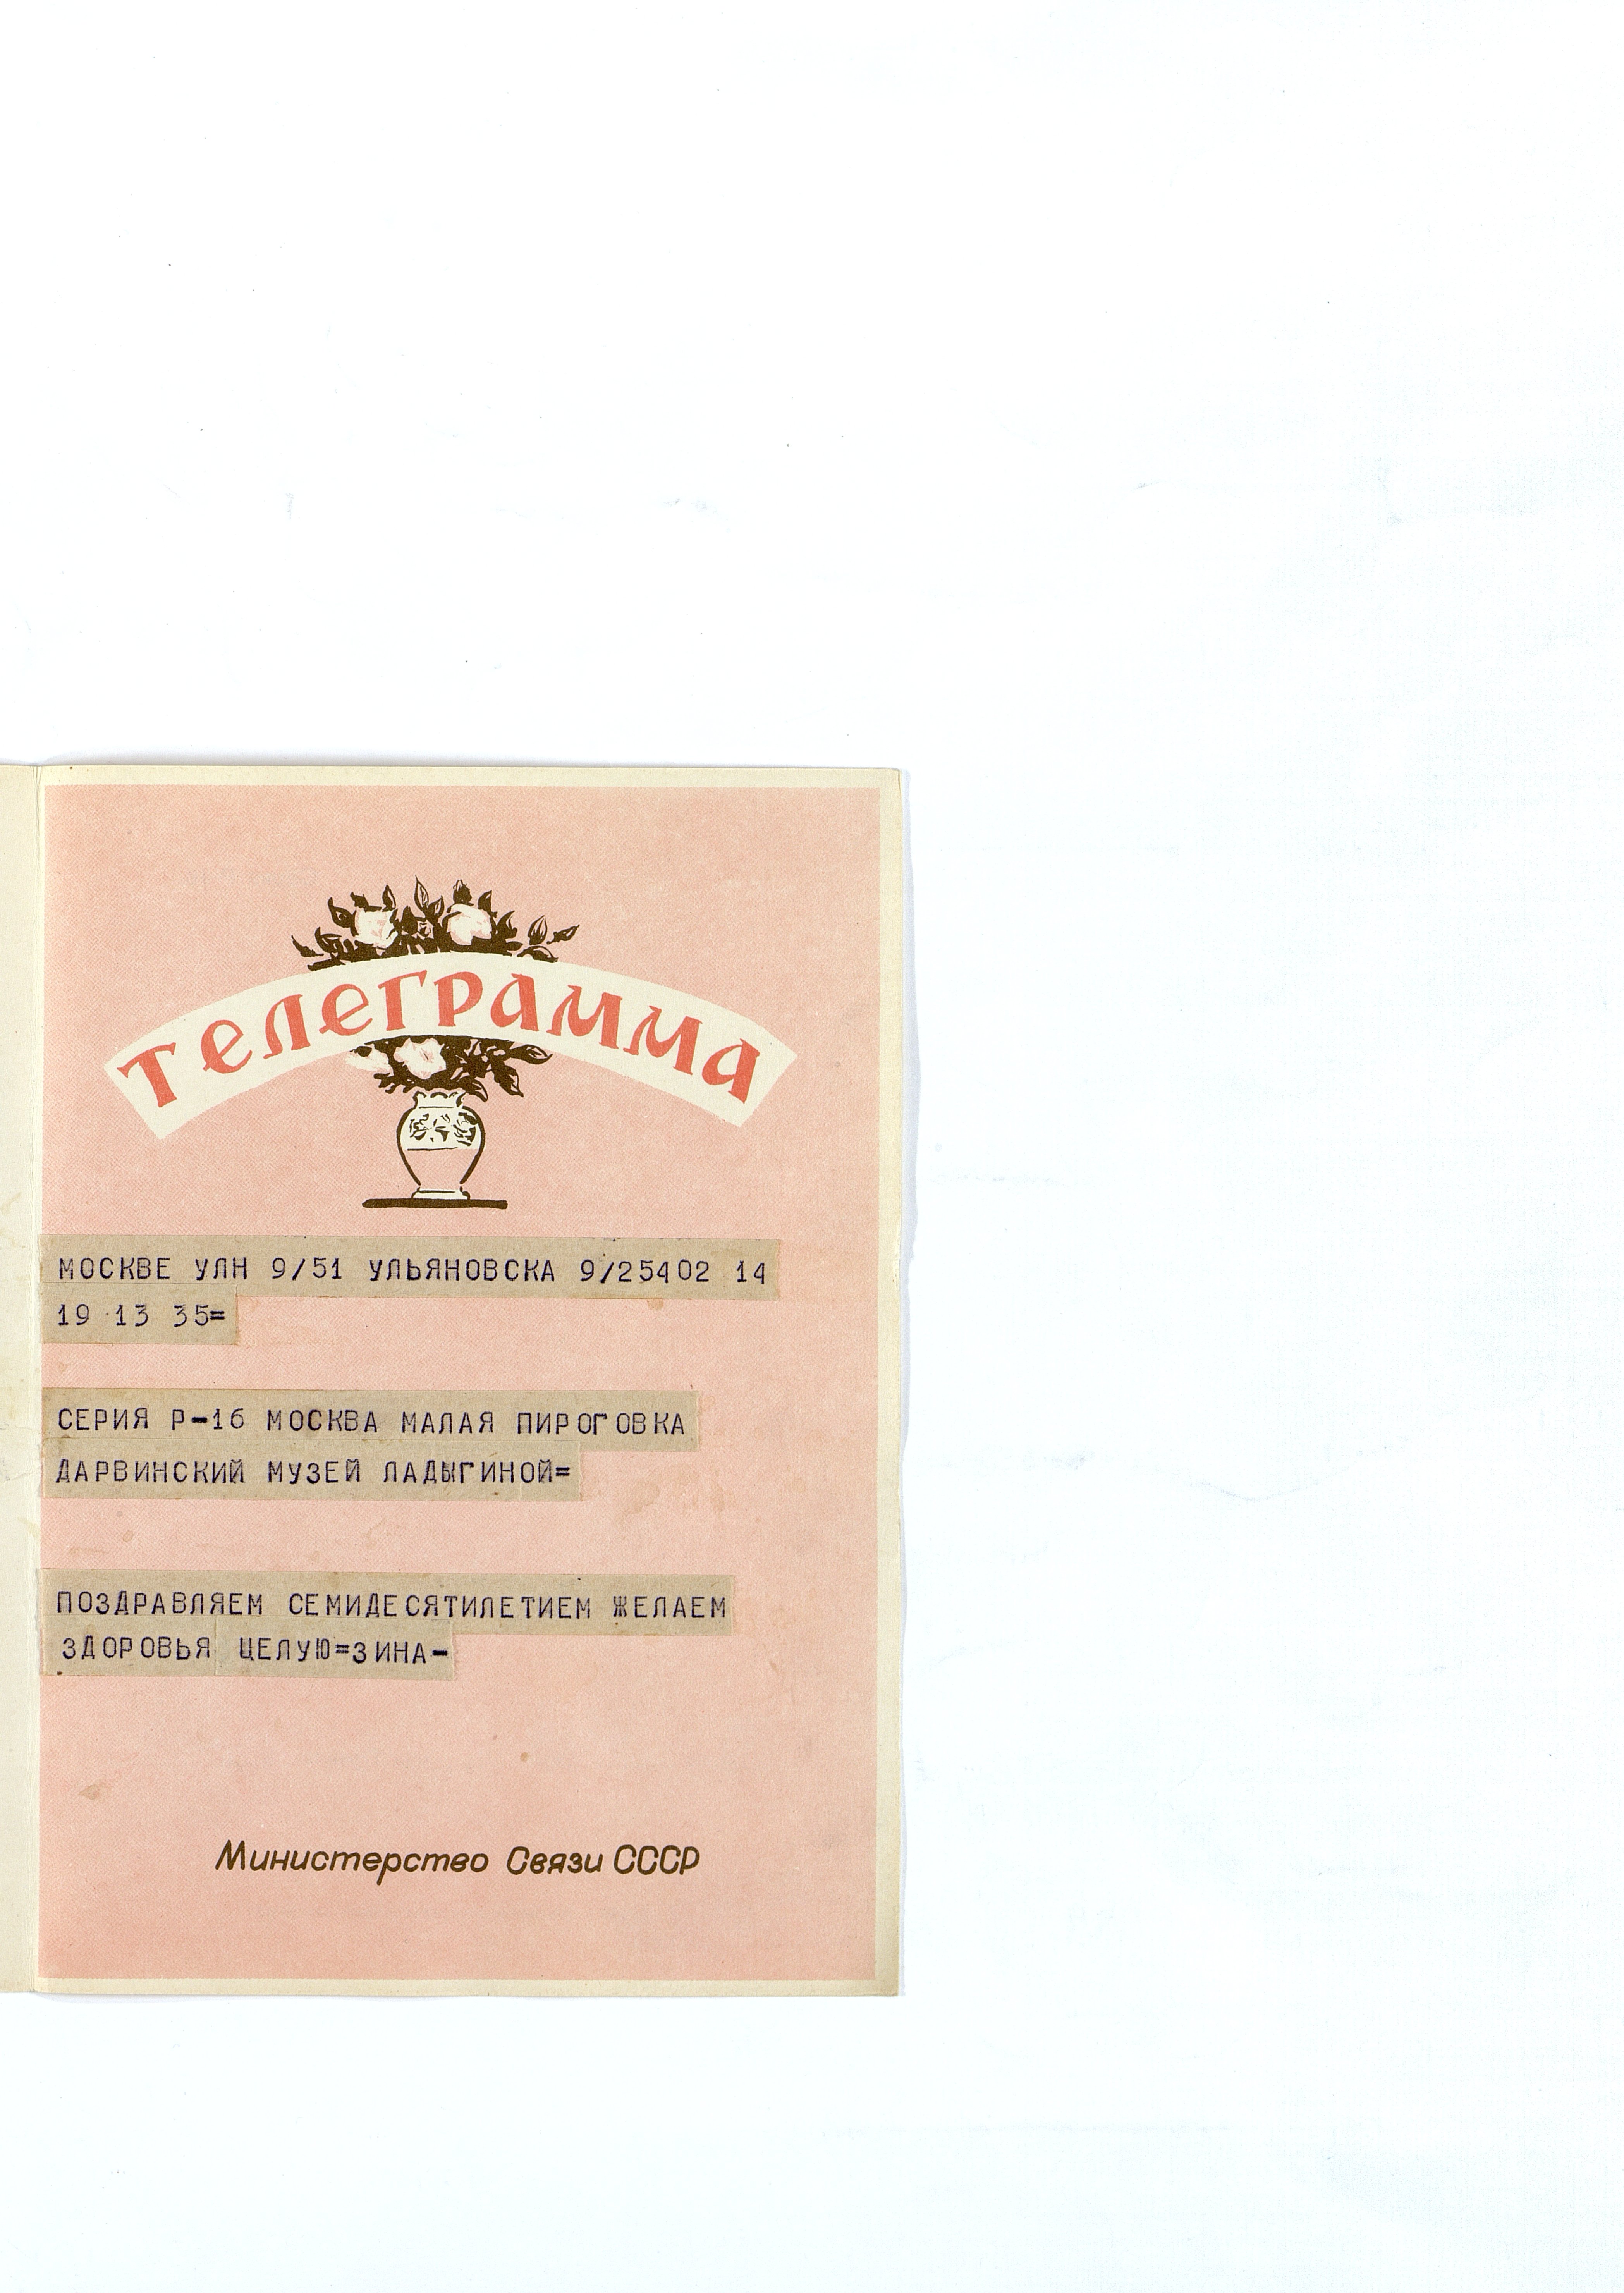 Телеграмма
МОСКВЕ УЛН 9/51 УЛЬЯНОВСКА 9/25402 14
19 13 35=
СЕРИЯ Р-16 МОСКВА МАЛАЯ ПИРОГОВКА
ДАРВИНСКИЙ МУЗЕЙ ЛАДЫГИНОЙ=
ПОЗДРАВЛЯЕМ СЕМИДЕСЯТИЛЕТИЕМ ЖЕЛАЕМ
ЗДОРОВЬЯ ЦЕЛУЮ=ЗИНА-
Министерство Связи СССР